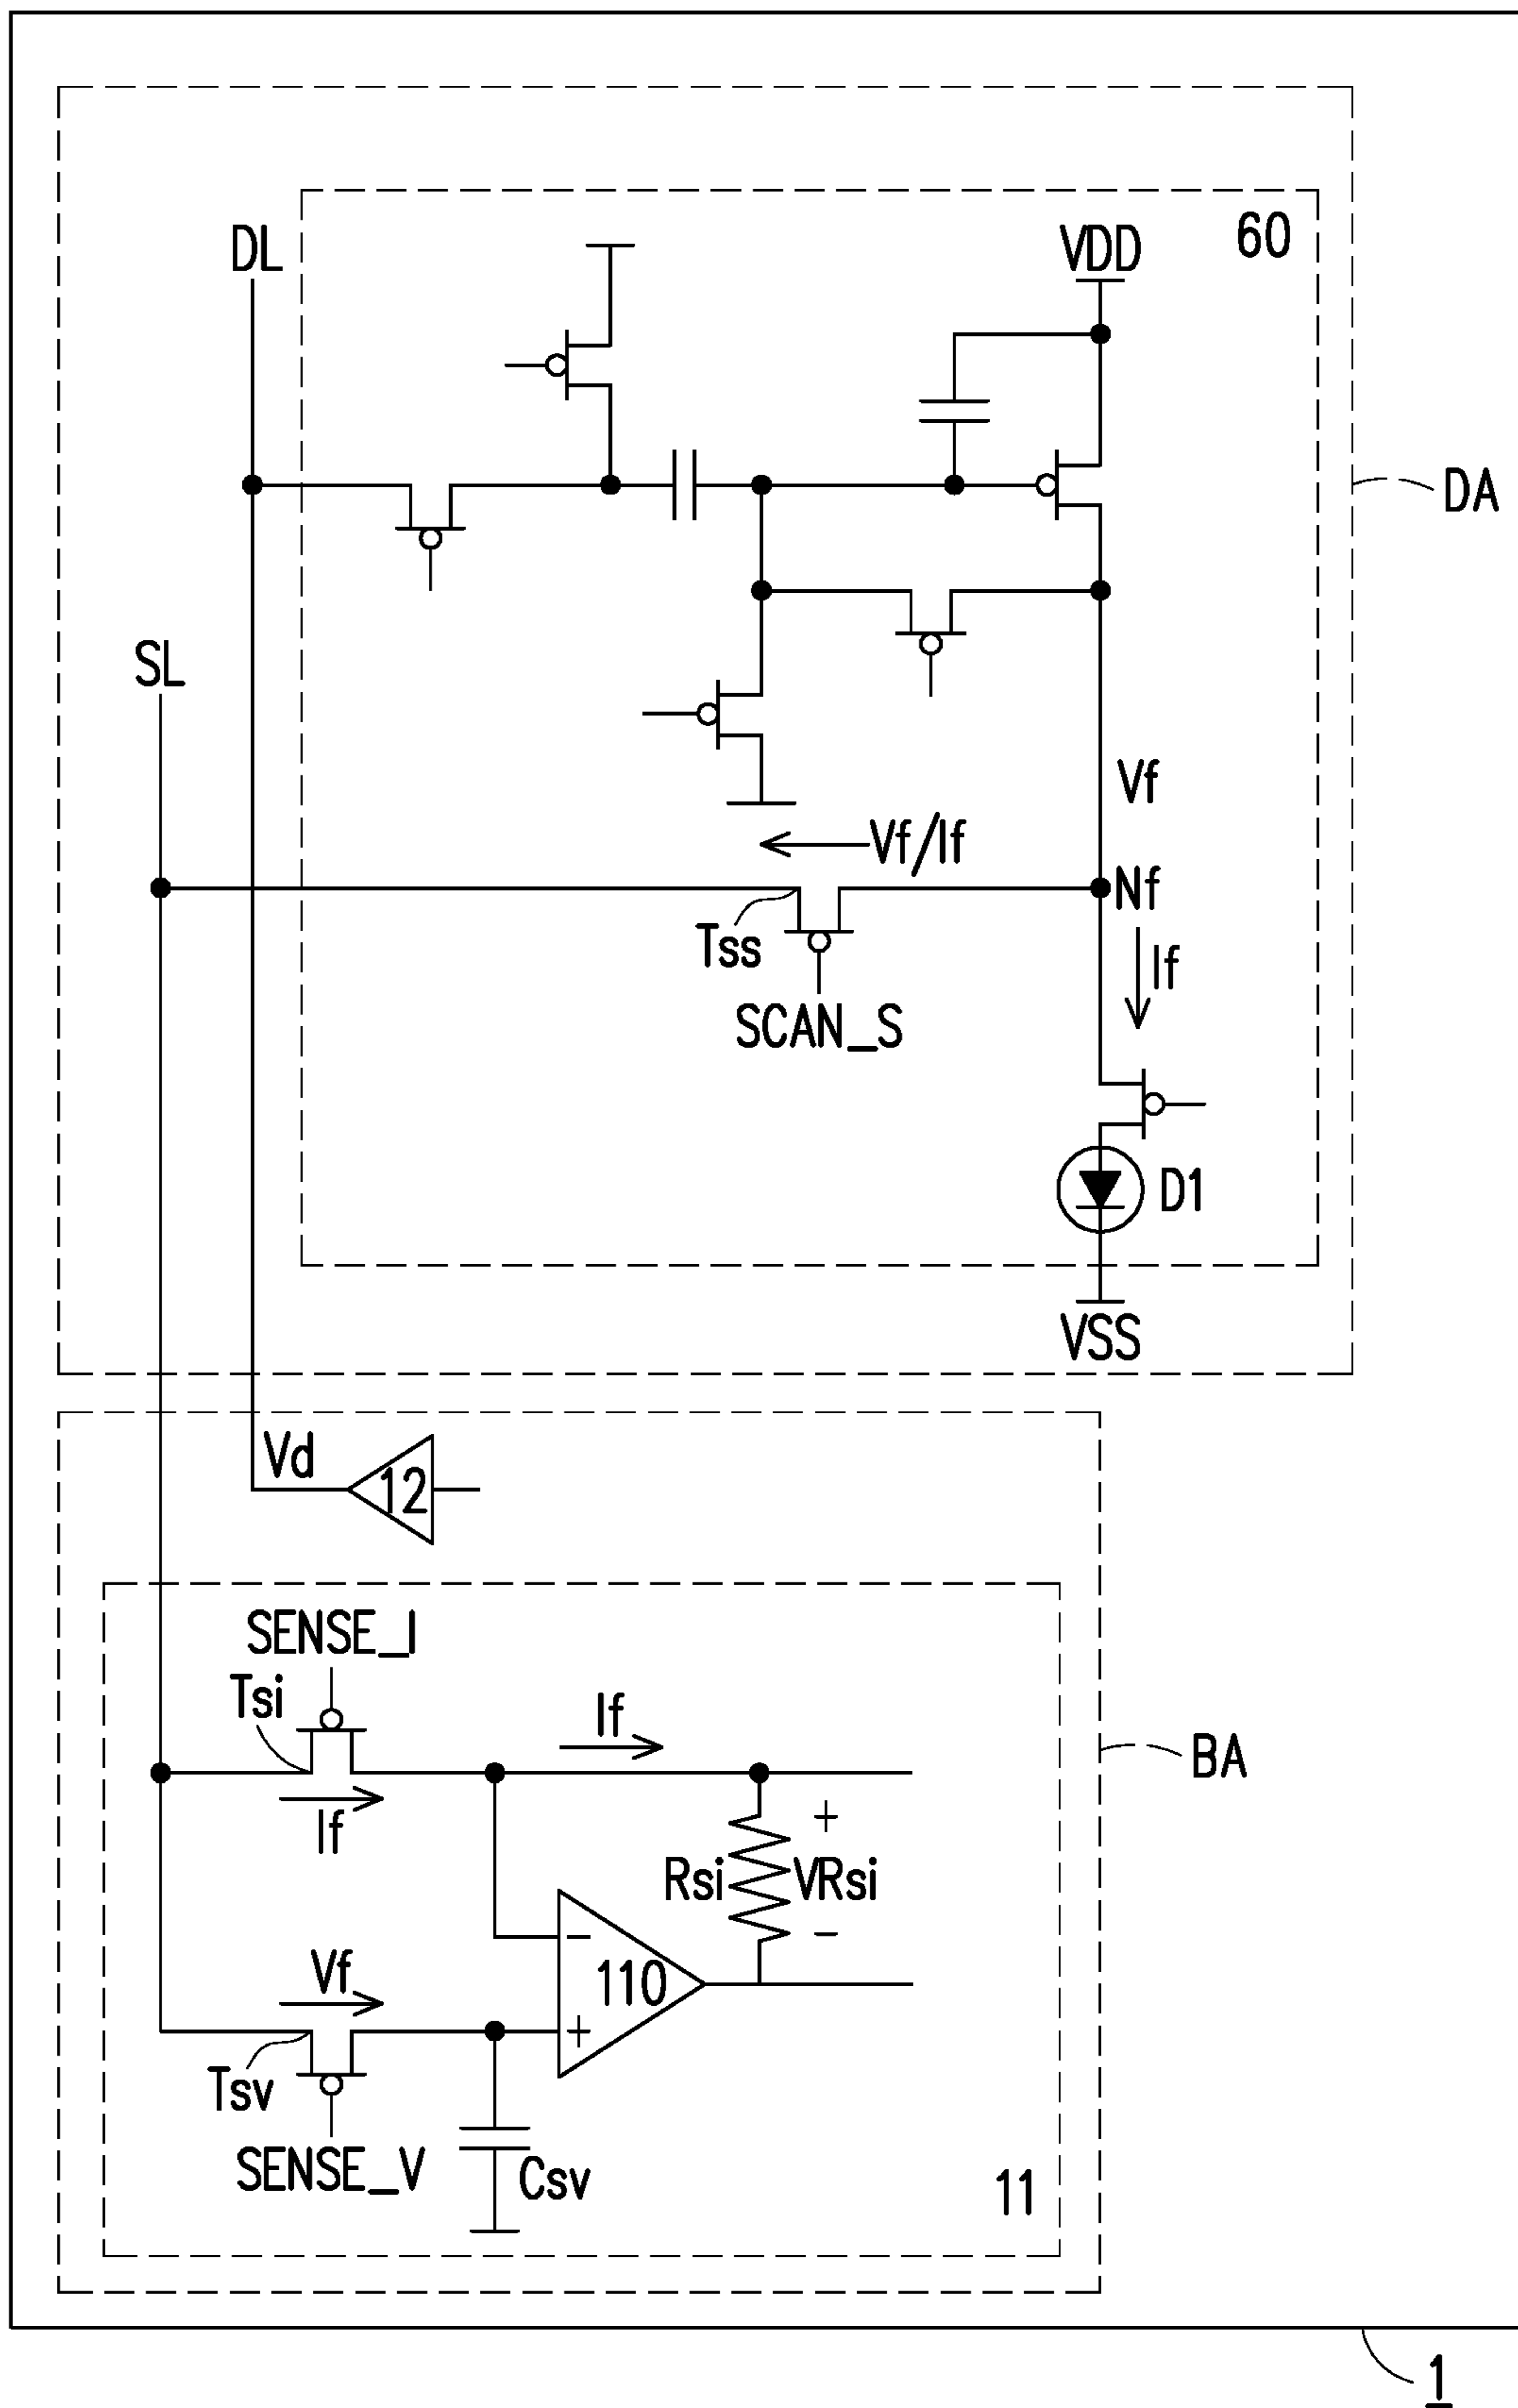 60
DL
VDD
DA
SL
Vf
Vf/If
Nf
Tss
If
SCAN_S
D1
VSS
Vd
12
SENSE_I
Tsi
If
BA
If
+
Rsi
VRsi
−
Vf
−
110
+
Tsv
SENSE_V
Csv
11
1